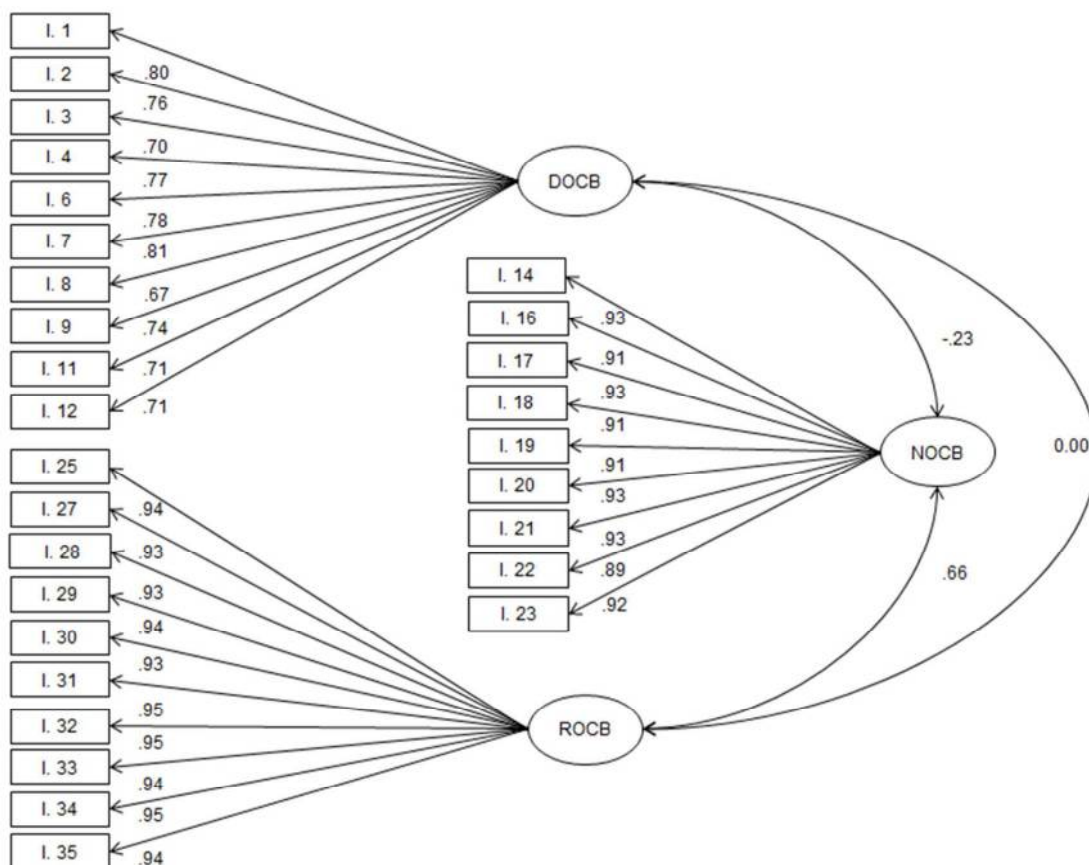 I. 1
I. 2
I. 3
I. 4
I. 6
I. 7
I. 8
I. 9
I. 11
I. 12
.80
.76
.70
.77
.78
.81
.67
.74
.71
.71
DOCB
I. 14
I. 16
I. 17
I. 18
I. 19
I. 20
I. 21
I. 22
I. 23
.93
.91
.93
.91
.91
.93
.93
.89
.92
NOCB
-.23
0.00
.66
I. 25
I. 27
I. 28
I. 29
I. 30
I. 31
I. 32
I. 33
I. 34
I. 35
.94
.93
.93
.94
.93
.95
.95
.94
.95
.94
ROCB